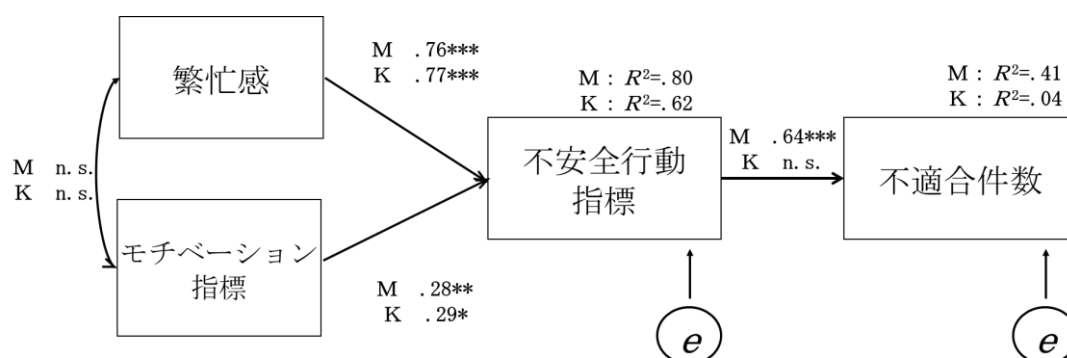 繁忙感
M .76***
K .77***
M n.s.
K n.s.
モチベーション
指標
M .28**
K .29*
M : R²=.80
K : R²=.62
不安全行動
指標
e
M .64***
K n.s.
M : R²=.41
K : R²=.04
不適合件数
e